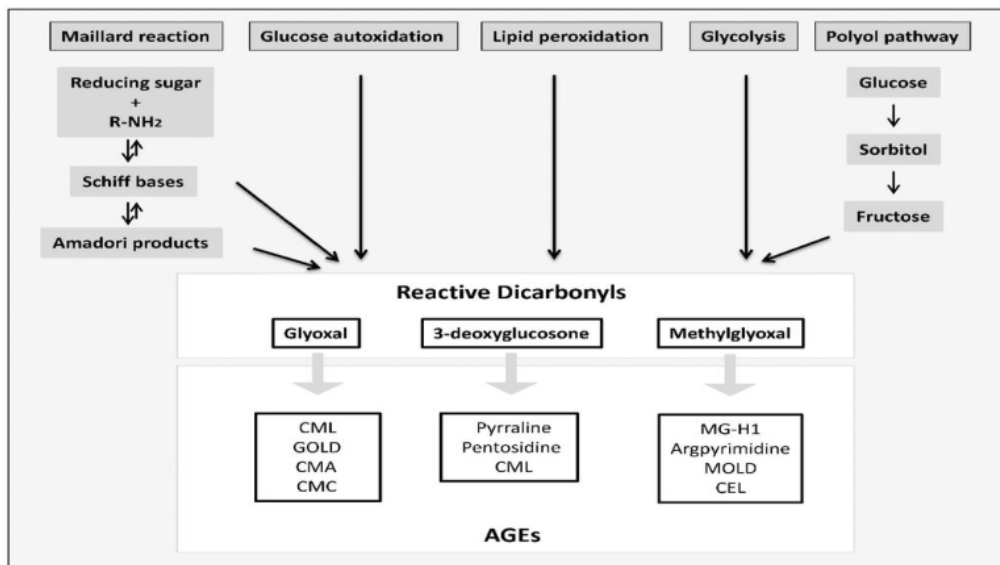 Maillard reaction
Glucose autoxidation
Lipid peroxidation
Glycolysis
Polyol pathway
Reducing sugar
+
R-NH₂
Schiff bases
Amadori products
Glucose
Sorbitol
Fructose
Reactive Dicarbonyls
Glyoxal
3-deoxyglucosone
Methylglyoxal
CML
GOLD
CMA
CMC
Pyrraline
Pentosidine
CML
MG-H1
Argpyrimidine
MOLD
CEL
AGEs